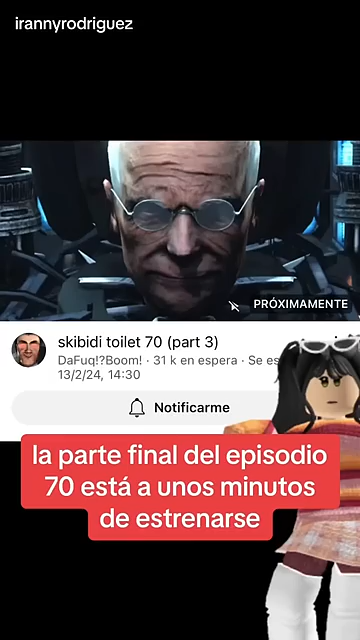 irannyrodriguez
PRÓXIMAMENTE
skibidi toilet 70 (part 3)
DaFuq!?Boom! · 31 k en espera · Se es
13/2/24, 14:30
Notificarme
la parte final del episodio
70 está a unos minutos
de estrenarse